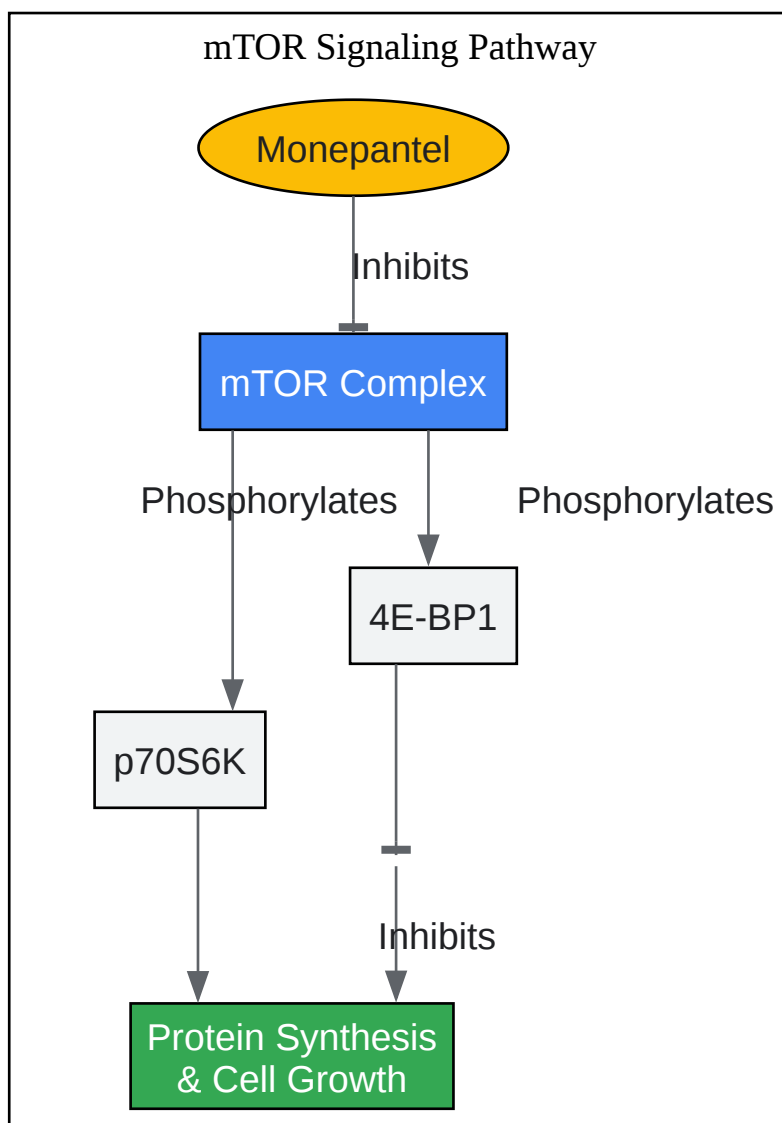 mTOR Signaling Pathway
Monepantel
Inhibits
mTOR Complex
Phosphorylates
Phosphorylates
4E-BP1
p70S6K
Inhibits
Protein Synthesis
& Cell Growth